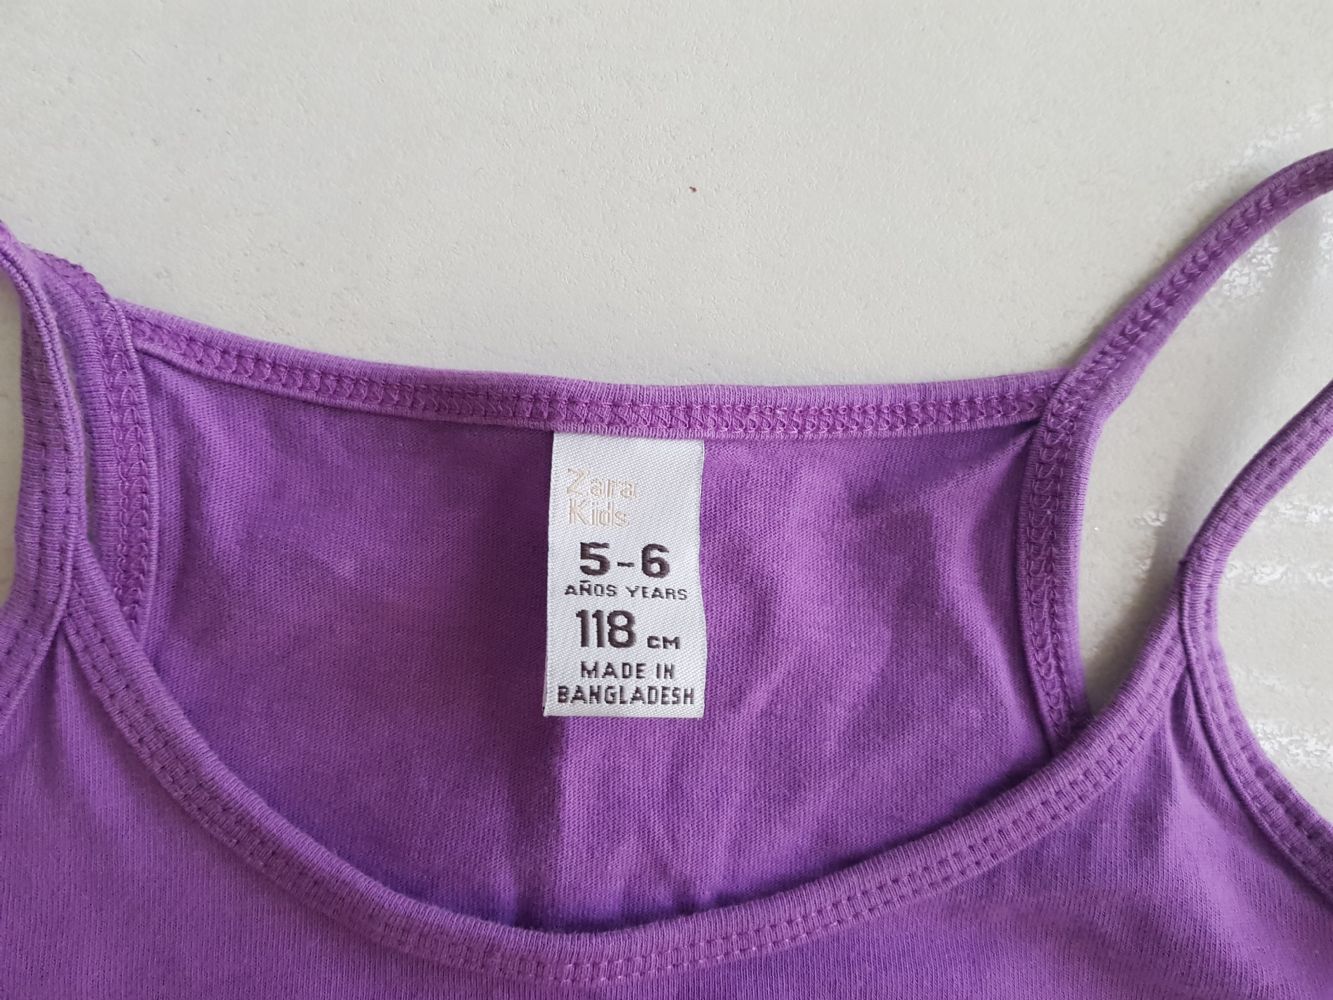 Zara
Kids
5-6
AÑOS YEARS
118 CM
MADE IN
BANGLADESH